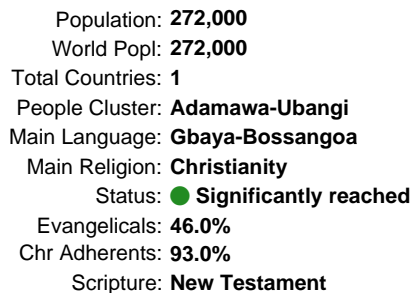 Population: 272,000
World Popl: 272,000
Total Countries: 1
People Cluster: Adamawa-Ubangi
Main Language: Gbaya-Bossangoa
Main Religion: Christianity
Status: Significantly reached
Evangelicals: 46.0%
Chr Adherents: 93.0%
Scripture: New Testament